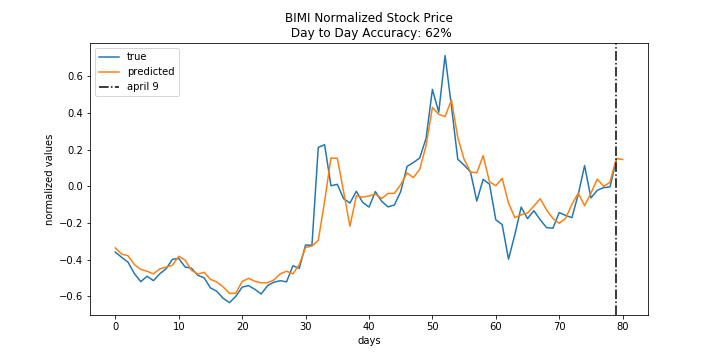 BIMI Normalized Stock Price
Day to Day Accuracy: 62%
true
predicted
april 9
normalized values
0.6
0.4
0.2
0.0
−0.2
−0.4
−0.6
0 10 20 30 40 50 60 70 80
days